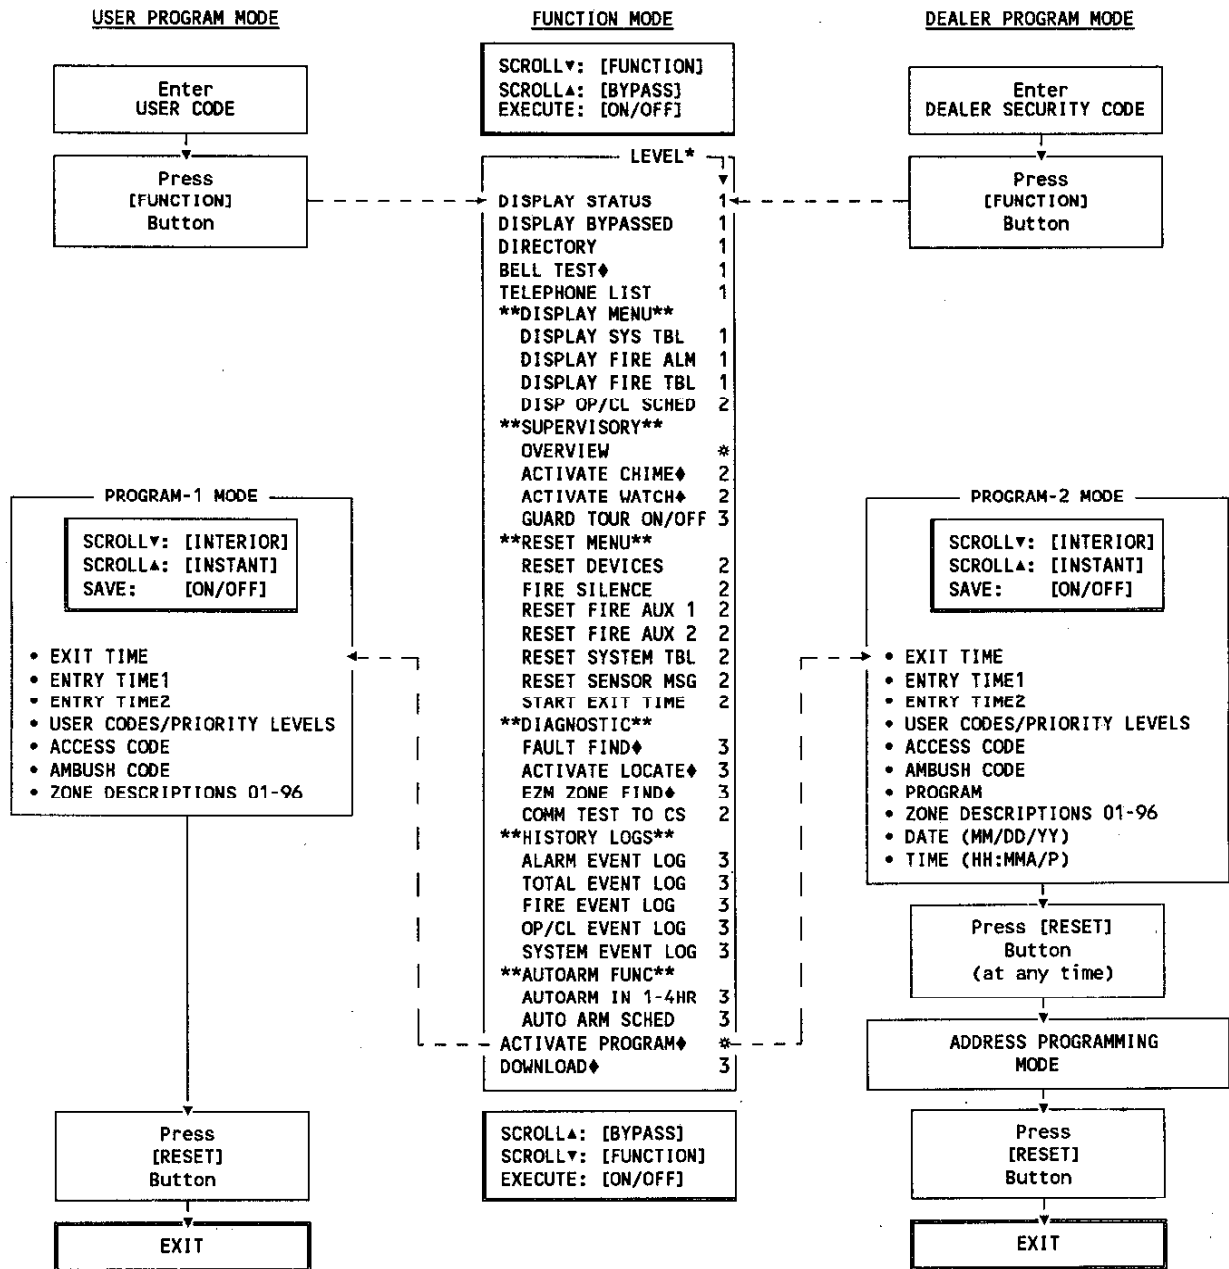 USER PROGRAM MODE
Enter
USER CODE
Press
[FUNCTION]
Button
PROGRAM-1 MODE
SCROLL▼: [INTERIOR]
SCROLL▲: [INSTANT]
SAVE: [ON/OFF]
• EXIT TIME
• ENTRY TIME1
• ENTRY TIME2
• USER CODES/PRIORITY LEVELS
• ACCESS CODE
• AMBUSH CODE
• ZONE DESCRIPTIONS 01-96
Press
[RESET]
Button
EXIT
FUNCTION MODE
SCROLL▼: [FUNCTION]
SCROLL▲: [BYPASS]
EXECUTE: [ON/OFF]
LEVEL*
DISPLAY STATUS 1
DISPLAY BYPASSED 1
DIRECTORY 1
BELL TEST♦ 1
TELEPHONE LIST 1
**DISPLAY MENU**
DISPLAY SYS TBL 1
DISPLAY FIRE ALM 1
DISPLAY FIRE TBL 1
DISP OP/CL SCHED 2
**SUPERVISORY**
OVERVIEW *
ACTIVATE CHIME♦ 2
ACTIVATE WATCH♦ 2
GUARD TOUR ON/OFF 3
**RESET MENU**
RESET DEVICES 2
FIRE SILENCE 2
RESET FIRE AUX 1 2
RESET FIRE AUX 2 2
RESET SYSTEM TBL 2
RESET SENSOR MSG 2
START EXIT TIME 2
**DIAGNOSTIC**
FAULT FIND♦ 3
ACTIVATE LOCATE♦ 3
EZM ZONE FIND♦ 3
COMM TEST TO CS 2
**HISTORY LOGS**
ALARM EVENT LOG 3
TOTAL EVENT LOG 3
FIRE EVENT LOG 3
OP/CL EVENT LOG 3
SYSTEM EVENT LOG 3
**AUTOARM FUNC**
AUTOARM IN 1-4HR 3
AUTO ARM SCHED 3
ACTIVATE PROGRAM♦ *
DOWNLOAD♦ 3
SCROLL▲: [BYPASS]
SCROLL▼: [FUNCTION]
EXECUTE: [ON/OFF]
DEALER PROGRAM MODE
Enter
DEALER SECURITY CODE
Press
[FUNCTION]
Button
PROGRAM-2 MODE
SCROLL▼: [INTERIOR]
SCROLL▲: [INSTANT]
SAVE: [ON/OFF]
• EXIT TIME
• ENTRY TIME1
• ENTRY TIME2
• USER CODES/PRIORITY LEVELS
• ACCESS CODE
• AMBUSH CODE
• PROGRAM
• ZONE DESCRIPTIONS 01-96
• DATE (MM/DD/YY)
• TIME (HH:MMA/P)
Press [RESET]
Button
(at any time)
ADDRESS PROGRAMMING
MODE
Press
[RESET]
Button
EXIT